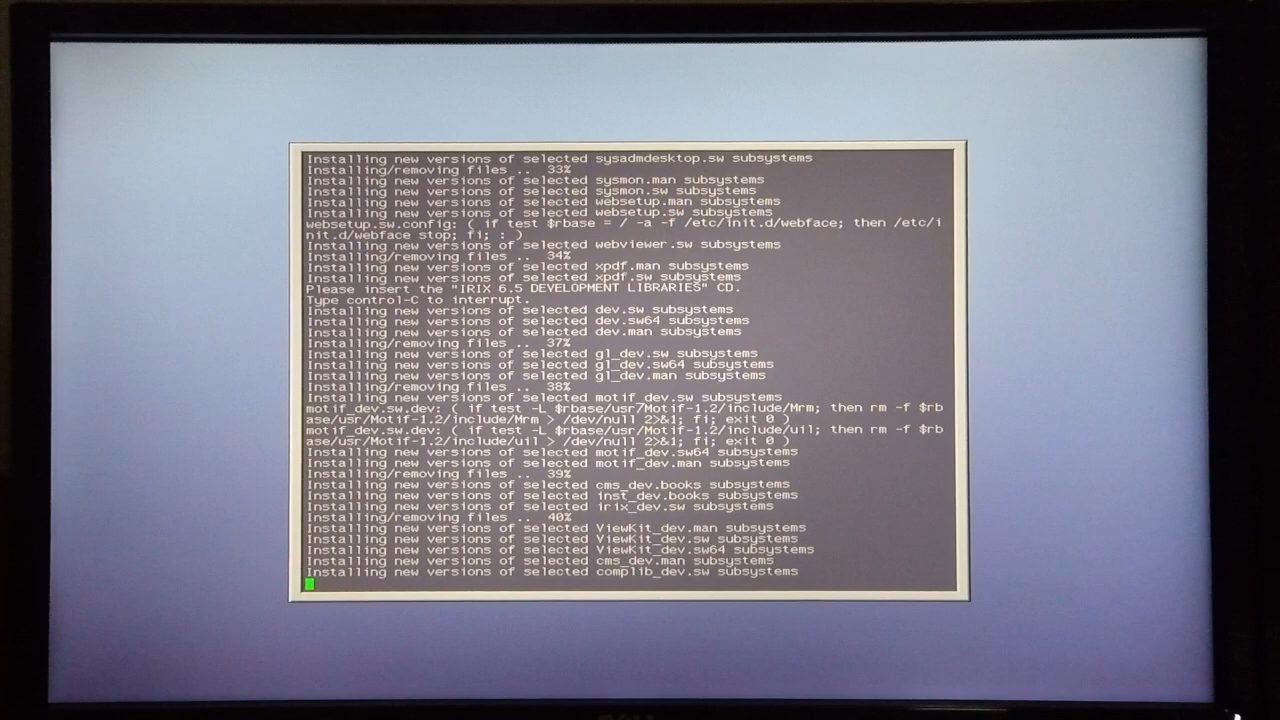 Installing new versions of selected sysadmdesktop.sw subsystems
Installing/removing files ..  33%
Installing new versions of selected sysmon.man subsystems
Installing new versions of selected sysmon.sw subsystems
Installing new versions of selected websetup.man subsystems
Installing new versions of selected websetup.sw subsystems
websetup.sw.config: ( if test $rbase = / -a -f /etc/init.d/webface; then /etc/i
nit.d/webface stop; fi; : )
Installing new versions of selected webviewer.sw subsystems
Installing/removing files ..  34%
Installing new versions of selected xpdf.man subsystems
Installing new versions of selected xpdf.sw subsystems
Please insert the "IRIX 6.5 DEVELOPMENT LIBRARIES" CD.
Type control-C to interrupt.
Installing new versions of selected dev.sw subsystems
Installing new versions of selected dev.sw64 subsystems
Installing new versions of selected dev.man subsystems
Installing/removing files ..  37%
Installing new versions of selected gl_dev.sw subsystems
Installing new versions of selected gl_dev.sw64 subsystems
Installing new versions of selected gl_dev.man subsystems
Installing/removing files ..  38%
Installing new versions of selected motif_dev.sw subsystems
motif_dev.sw.dev: ( if test -L $rbase/usr/Motif-1.2/include/Mrm; then rm -f $rb
ase/usr/Motif-1.2/include/Mrm > /dev/null 2>&1; fi; exit 0 )
motif_dev.sw.dev: ( if test -L $rbase/usr/Motif-1.2/include/uil; then rm -f $rb
ase/usr/Motif-1.2/include/uil > /dev/null 2>&1; fi; exit 0 )
Installing new versions of selected motif_dev.sw64 subsystems
Installing new versions of selected motif_dev.man subsystems
Installing/removing files ..  39%
Installing new versions of selected cms_dev.books subsystems
Installing new versions of selected inst_dev.books subsystems
Installing new versions of selected irix_dev.sw subsystems
Installing/removing files ..  40%
Installing new versions of selected ViewKit_dev.man subsystems
Installing new versions of selected ViewKit_dev.sw subsystems
Installing new versions of selected ViewKit_dev.sw64 subsystems
Installing new versions of selected cms_dev.man subsystems
Installing new versions of selected complib_dev.sw subsystems